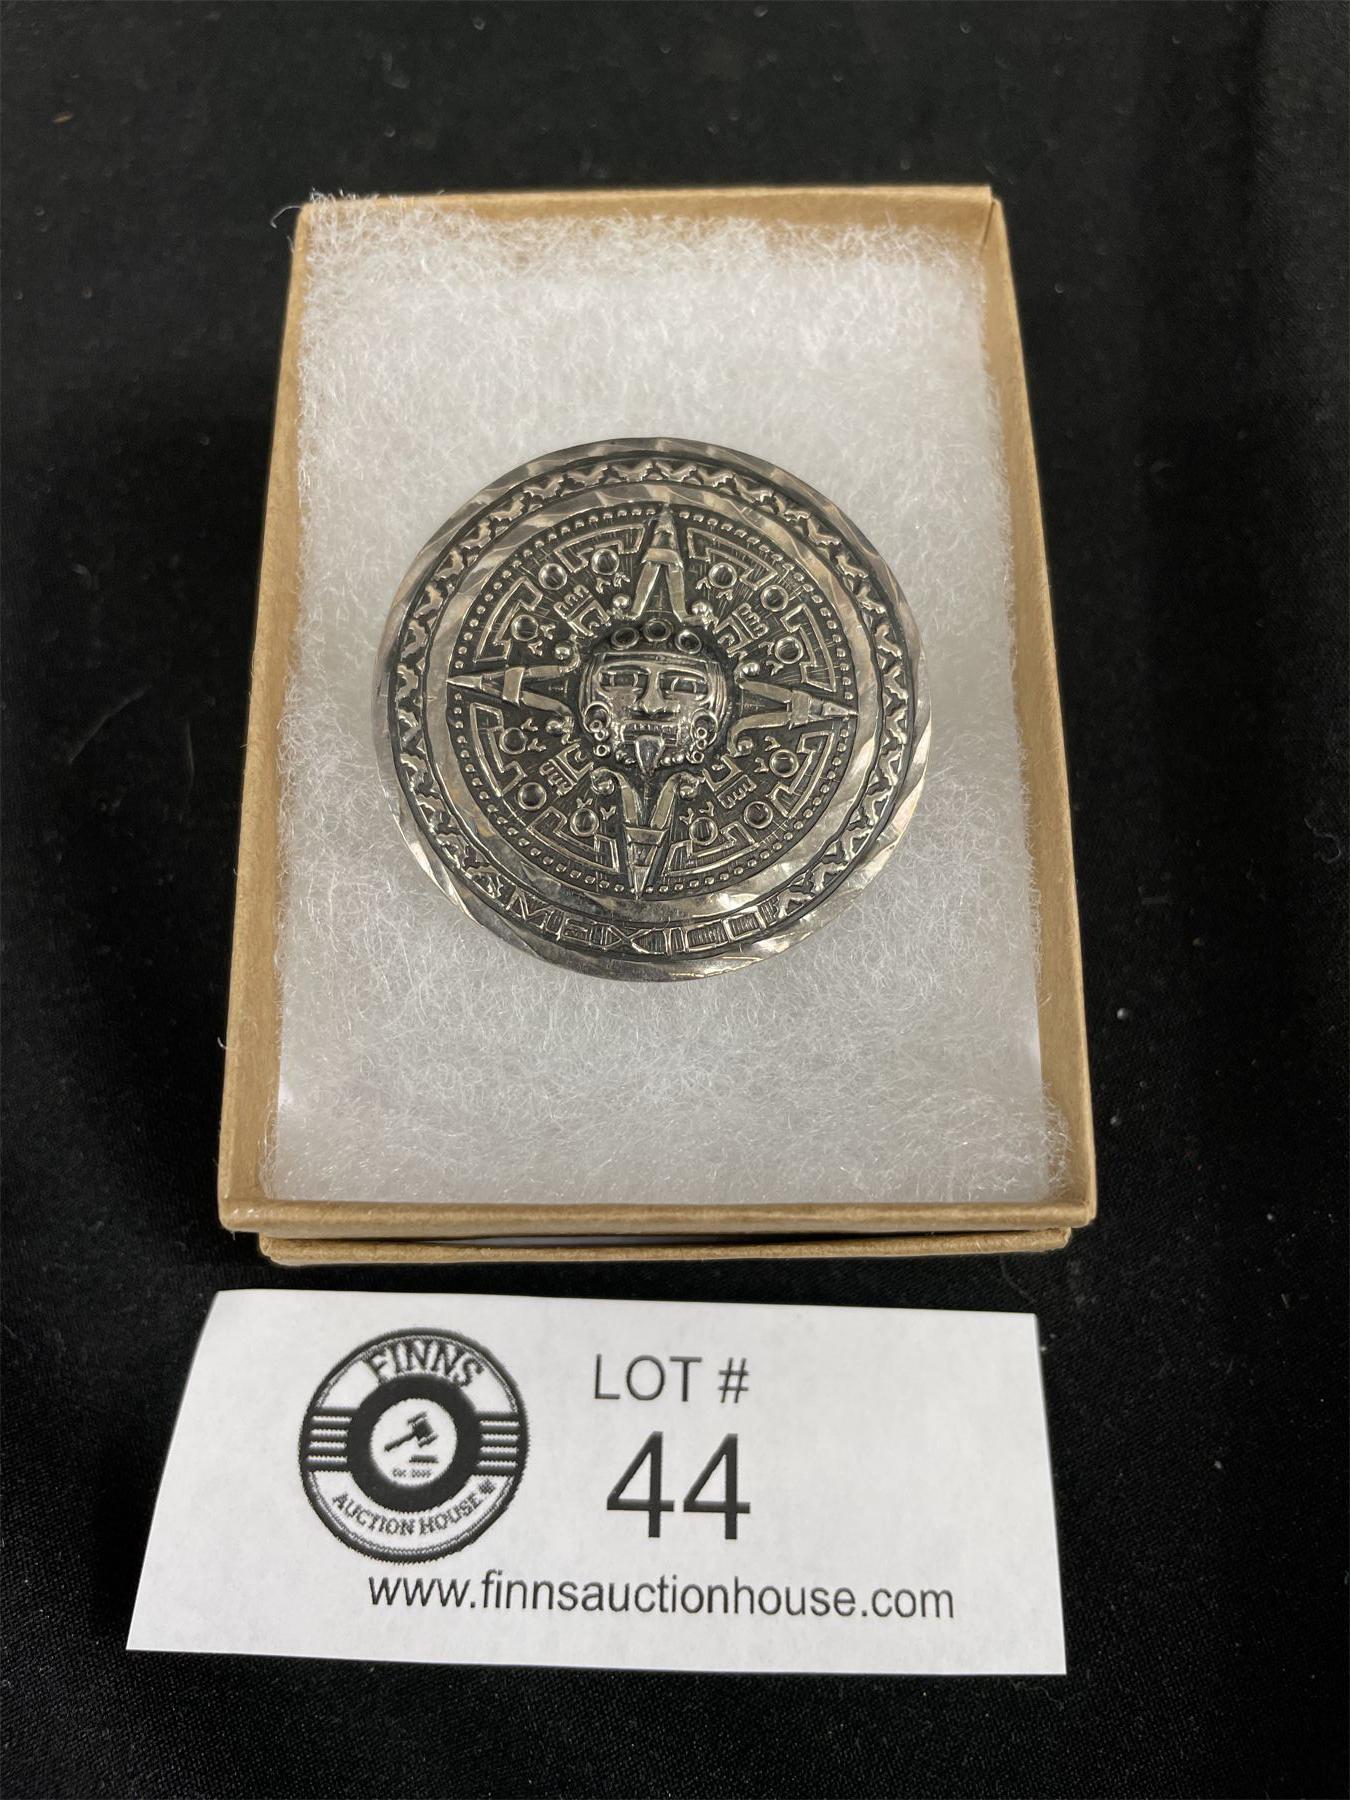 MEXICO
FINNS
AUCTION HOUSE
LOT #
44
www.finnsauctionhouse.com